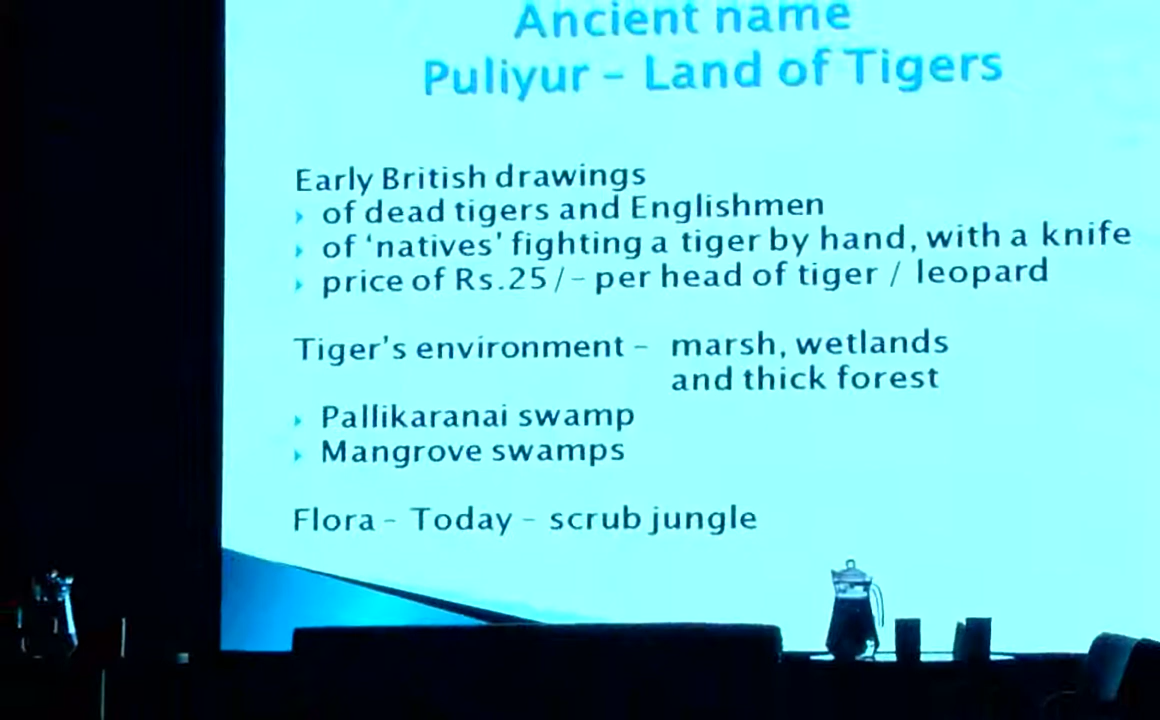 Ancient name
Puliyur – Land of Tigers
Early British drawings
of dead tigers and Englishmen
of ‘natives’ fighting a tiger by hand, with a knife
price of Rs.25/– per head of tiger / leopard
Tiger's environment – marsh, wetlands
and thick forest
Pallikaranai swamp
Mangrove swamps
Flora – Today – scrub jungle